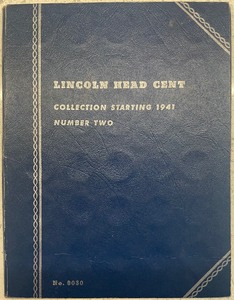 LINCOLN HEAD CENT
COLLECTION STARTING 1941
NUMBER TWO
No. 9030